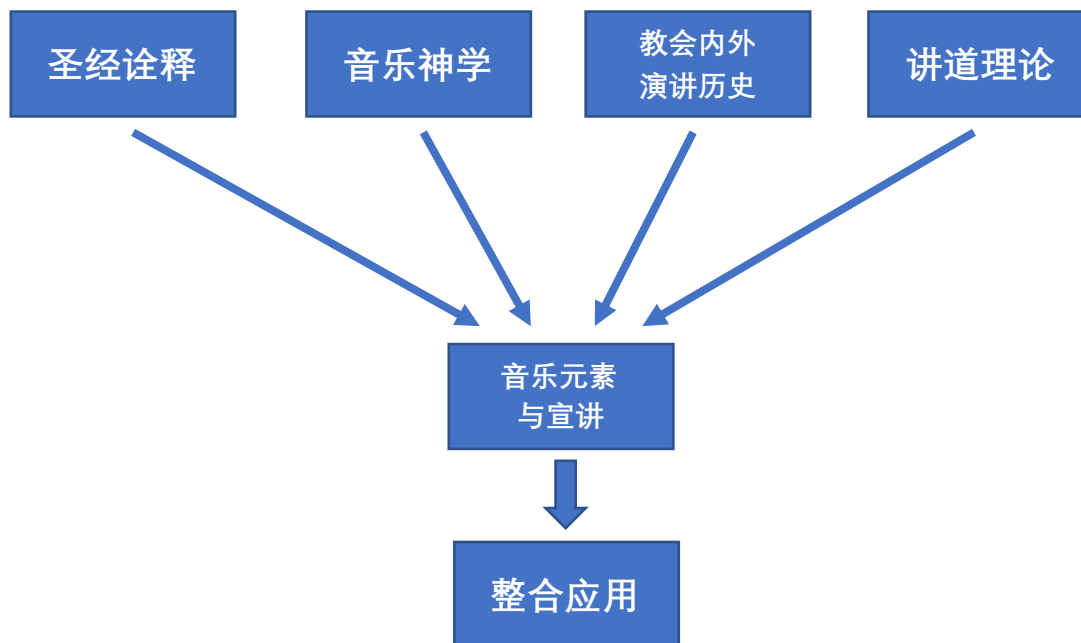 圣经诠释
音乐神学
教会内外
演讲历史
讲道理论
音乐元素
与宣讲
整合应用